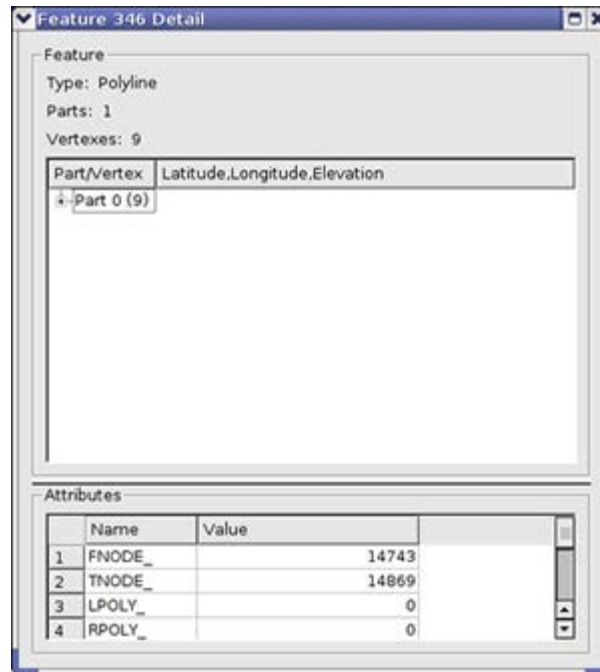 Feature 346 Detail
Feature
Type: Polyline
Parts: 1
Vertexes: 9
Part/Vertex Latitude,Longitude,Elevation
Part 0 (9)
Attributes
Name Value
1 FNODE_ 14743
2 TNODE_ 14869
3 LPOLY_ 0
4 RPOLY_ 0